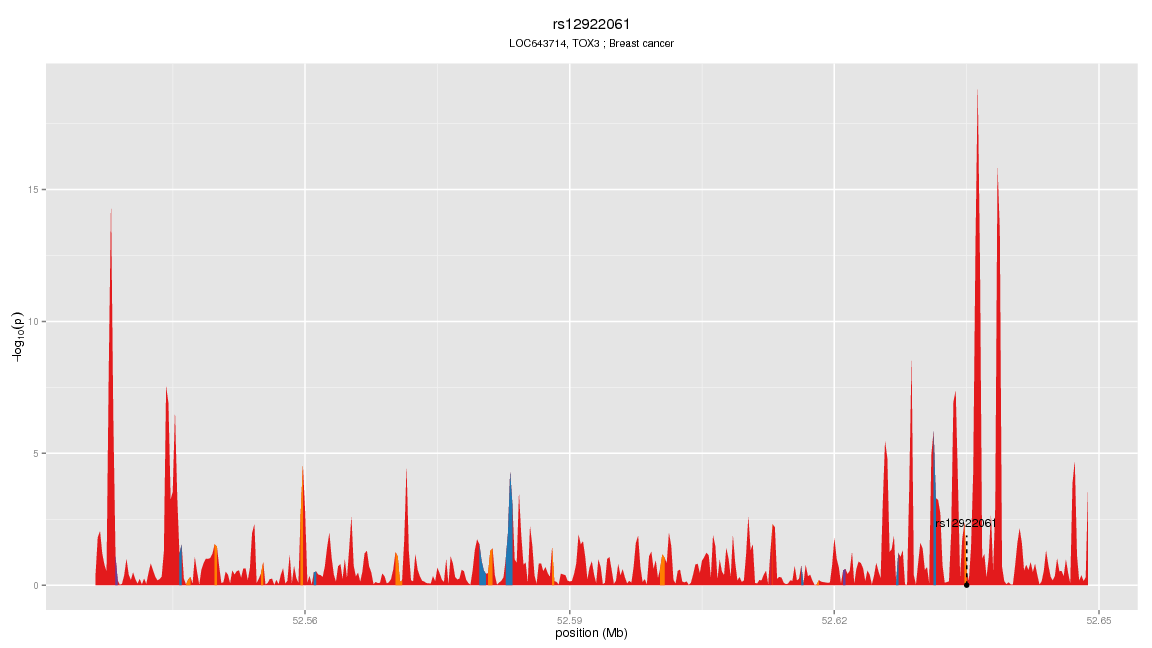 rs12922061
LOC643714, TOX3 ; Breast cancer
15
10
5
0
−log10(p)
rs12922061
52.56
52.59
52.62
52.65
position (Mb)